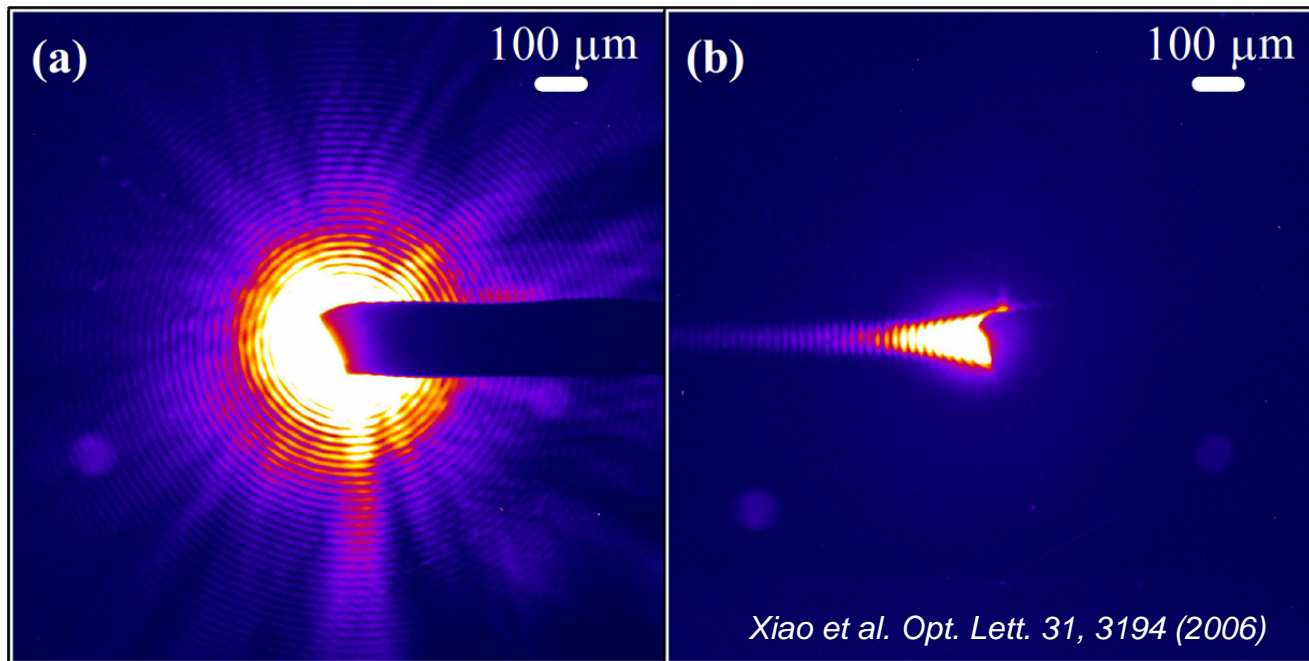 (a)
100 μm
(b)
100 μm
Xiao et al. Opt. Lett. 31, 3194 (2006)